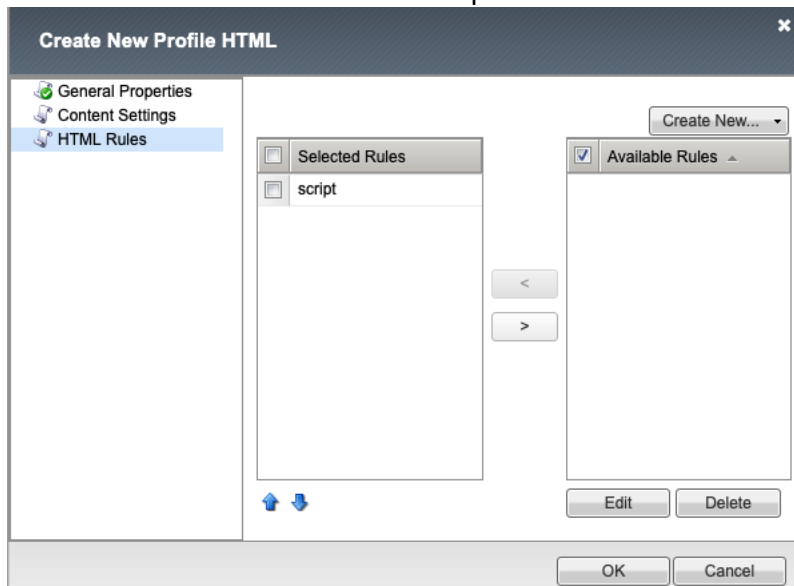 Create New Profile HTML
General Properties
Content Settings
HTML Rules
Create New...
Selected Rules
script
Available Rules
<
>
Edit
Delete
OK
Cancel